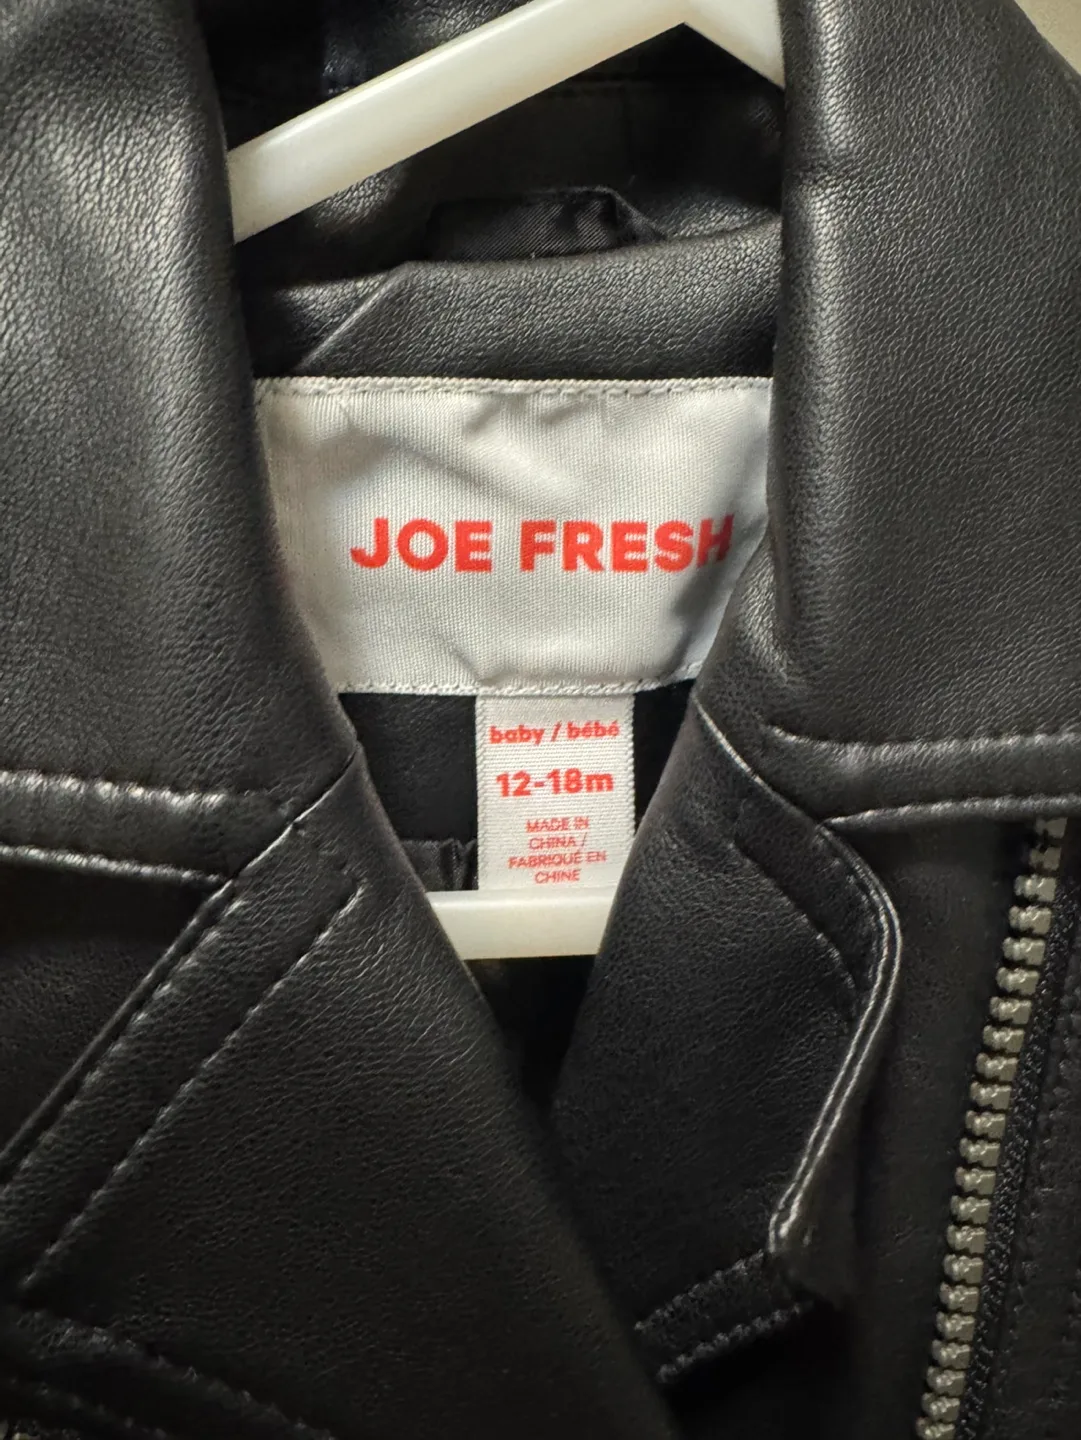 JOE FRESH
baby / bébé
12-18m
MADE IN
CHINA /
FABRIQUÉ EN
CHINE